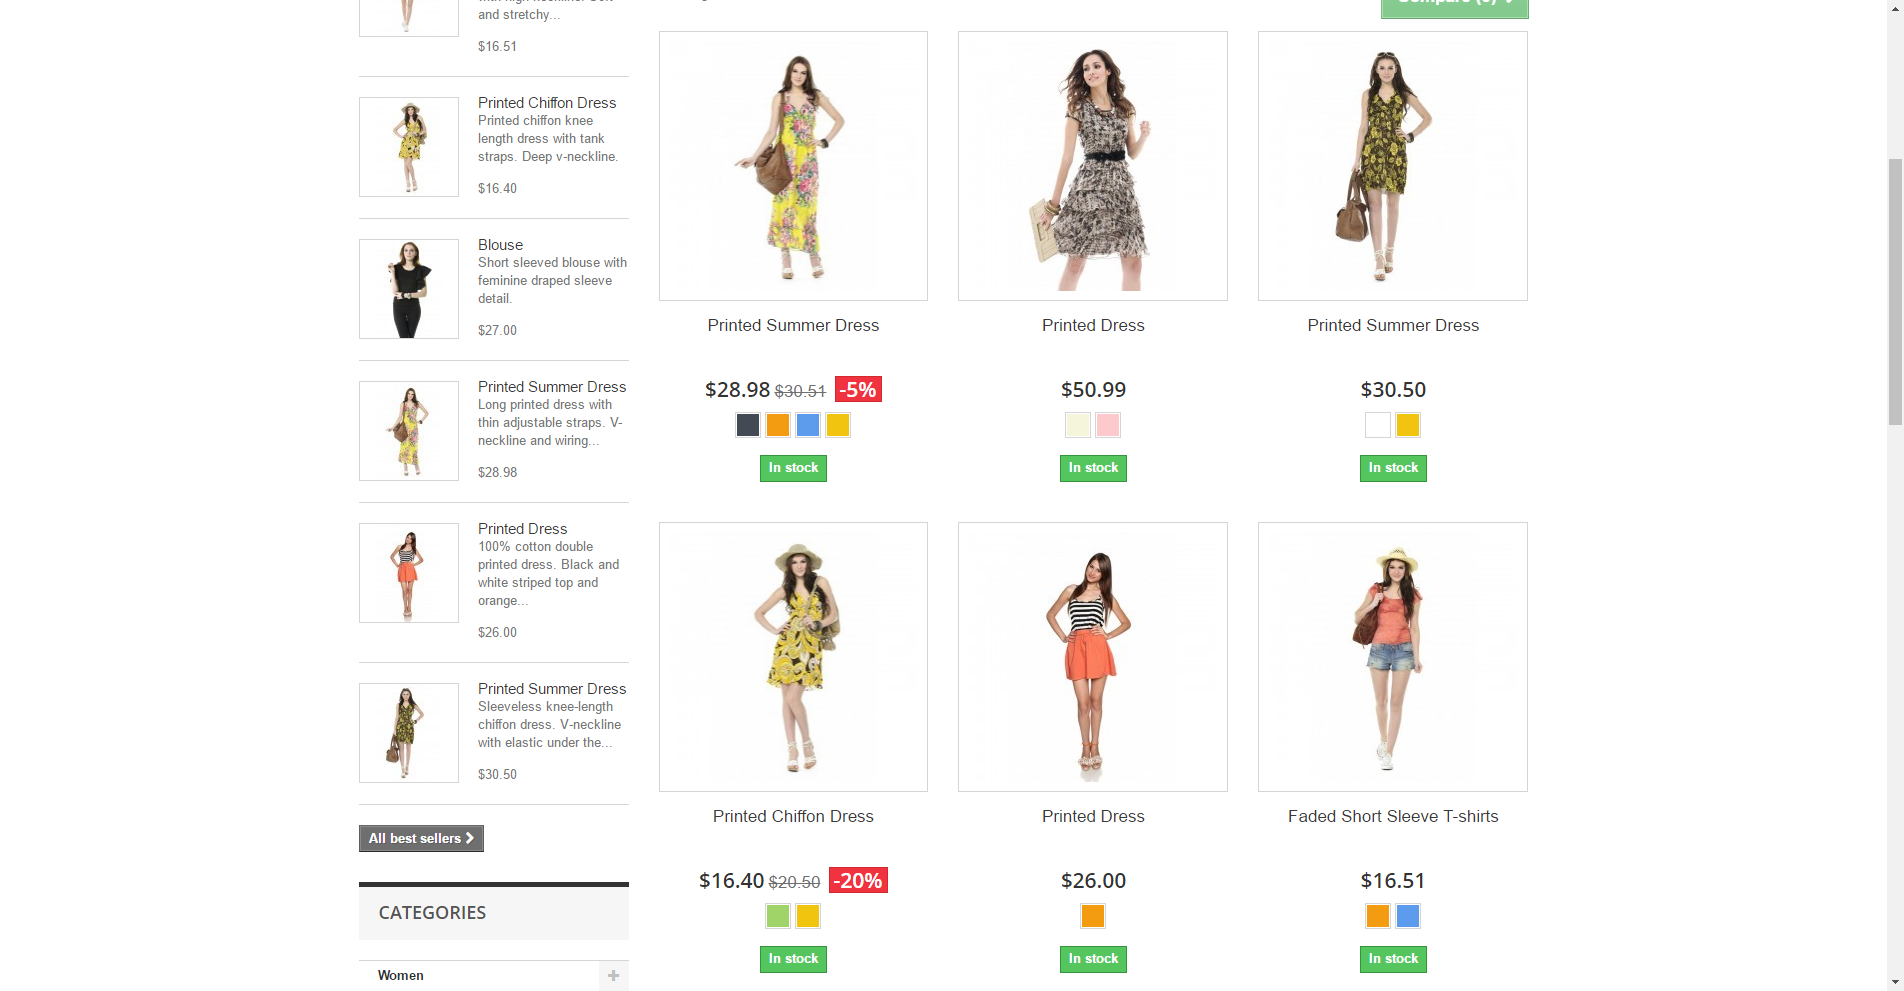 and stretchy...
$16.51
Printed Chiffon Dress
Printed chiffon knee
length dress with tank
straps. Deep v-neckline.
$16.40
Blouse
Short sleeved blouse with
feminine draped sleeve
detail.
$27.00
Printed Summer Dress
Long printed dress with
thin adjustable straps. V-
neckline and wiring...
$28.98
Printed Dress
100% cotton double
printed dress. Black and
white striped top and
orange...
$26.00
Printed Summer Dress
Sleeveless knee-length
chiffon dress. V-neckline
with elastic under the...
$30.50
All best sellers
CATEGORIES
Women
Printed Summer Dress
$28.98 $30.51 -5%
In stock
Printed Dress
$50.99
In stock
Printed Summer Dress
$30.50
In stock
Printed Chiffon Dress
$16.40 $20.50 -20%
In stock
Printed Dress
$26.00
In stock
Faded Short Sleeve T-shirts
$16.51
In stock